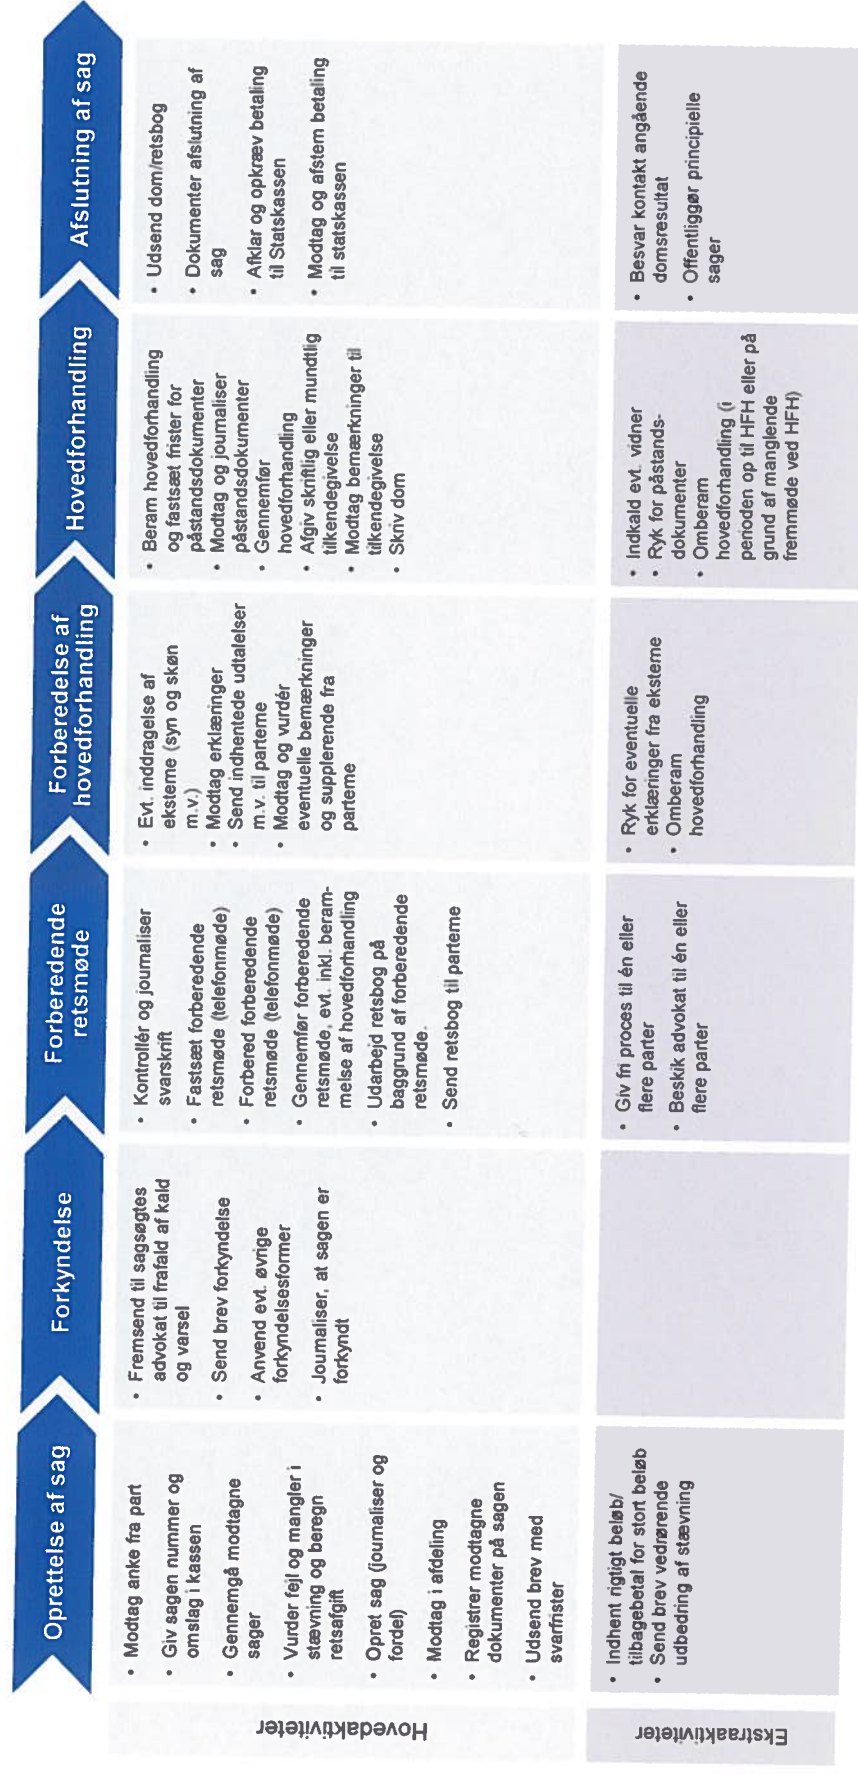 Oprettelse af sag
Forkyndelse
Forberedende
retsmøde
Forberedelse af
hovedforhandling
Hovedforhandling
Afslutning af sag
Hovedaktiviteter
• Modtag anke fra part
• Giv sagen nummer og
omslag i kassen
• Gennemgå modtagne
sager
• Vurder fejl og mangler i
stævning og beregn
retsafgift
• Opret sag (journaliser og
fordel)
• Modtag i afdeling
• Registrer modtagne
dokumenter på sagen
• Udsend brev med
svarfrister
• Fremsend til sagsøgtes
advokat til frafald af kald
og varsel
• Send brev forkyndelse
• Anvend evt. øvrige
forkyndelsesformer
• Journaliser, at sagen er
forkyndt
• Kontrollér og journaliser
svarskrift
• Fastsæt forberedende
retsmøde (telefonmøde)
• Forbered forberedende
retsmøde (telefonmøde)
• Gennemfør forberedende
retsmøde, evt. inkl. beram-
melse af hovedforhandling
• Udarbejd retsbog på
baggrund af forberedende
retsmøde.
• Send retsbog til parterne
• Evt. inddragelse af
eksterne (syn og skøn
m.v.)
• Modtag erklæringer
• Send indhentede udtalelser
m.v. til parterne
• Modtag og vurdér
eventuelle bemærkninger
og supplerende fra
parterne
• Beram hovedforhandling
og fastsæt frister for
påstandsdokumenter
• Modtag og journaliser
påstandsdokumenter
• Gennemfør
hovedforhandling
• Afgiv skriftlig eller mundtlig
tilkendegivelse
• Modtag bemærkninger til
tilkendegivelse
• Skriv dom
• Udsend dom/retsbog
• Dokumenter afslutning af
sag
• Afklar og opkræv betaling
til Statskassen
• Modtag og afstem betaling
til statskassen
Ekstraaktiviteter
• Indhent rigtigt beløb/
tilbagebetal for stort beløb
• Send brev vedrørende
udbedring af stævning
• Giv fri proces til én eller
flere parter
• Beskik advokat til én eller
flere parter
• Ryk for eventuelle
erklæringer fra eksterne
• Omberam
hovedforhandling
• Indkald evt. vidner
• Ryk for påstands-
dokumenter
• Omberam
hovedforhandling (i
perioden op til HFH eller på
grund af manglende
fremmøde ved HFH)
• Besvar kontakt angående
domsresultat
• Offentliggør principielle
sager